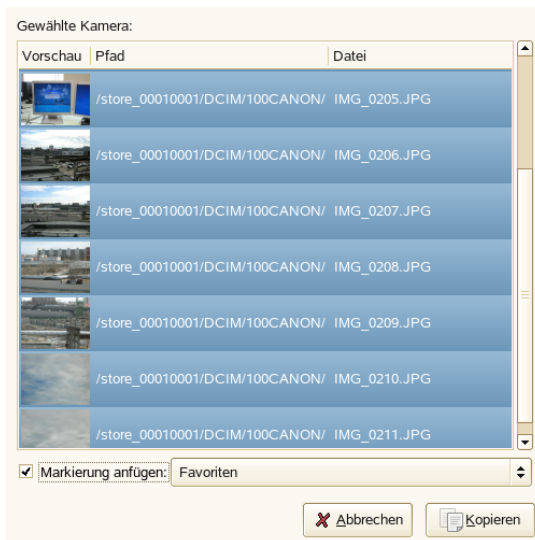 Gewählte Kamera:
Vorschau Pfad Datei
/store_00010001/DCIM/100CANON/ IMG_0205.JPG
/store_00010001/DCIM/100CANON/ IMG_0206.JPG
/store_00010001/DCIM/100CANON/ IMG_0207.JPG
/store_00010001/DCIM/100CANON/ IMG_0208.JPG
/store_00010001/DCIM/100CANON/ IMG_0209.JPG
/store_00010001/DCIM/100CANON/ IMG_0210.JPG
/store_00010001/DCIM/100CANON/ IMG_0211.JPG
Markierung anfügen: Favoriten
Abbrechen Kopieren